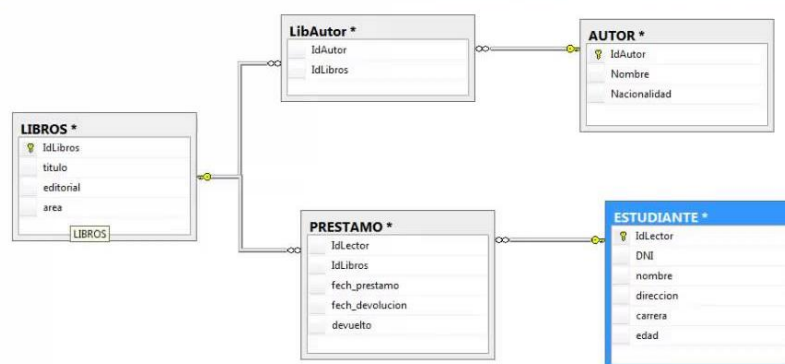 LibAutor *
IdAutor
IdLibros
AUTOR *
IdAutor
Nombre
Nacionalidad
LIBROS *
IdLibros
titulo
editorial
area
LIBROS
PRESTAMO *
IdLector
IdLibros
fech_prestamo
fech_devolucion
devuelto
ESTUDIANTE *
IdLector
DNI
nombre
direccion
carrera
edad